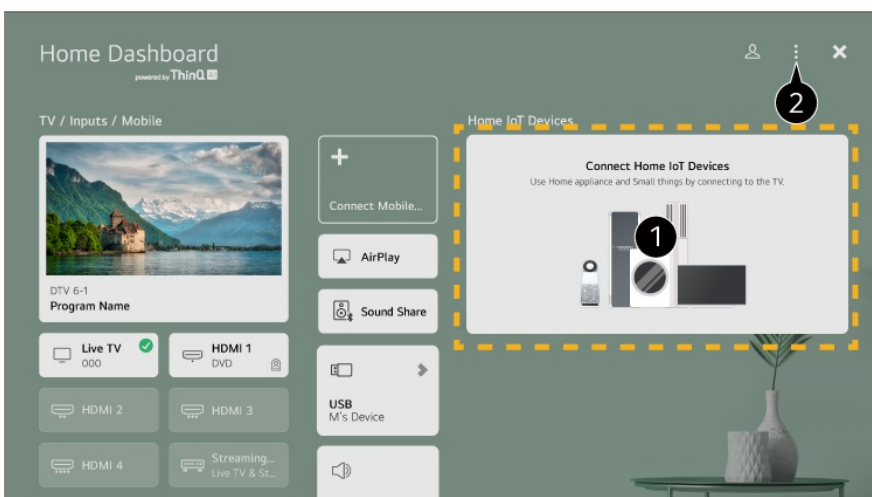 Home Dashboard
powered by ThinQ AI
2
TV / Inputs / Mobile
Home IoT Devices
Connect Home IoT Devices
Use Home appliance and Small things by connecting to the TV.
1
Connect Mobile...
AirPlay
DTV 6-1
Program Name
Sound Share
Live TV
000
HDMI 1
DVD
USB
M's Device
HDMI 2
HDMI 3
HDMI 4
Streaming...
Live TV & St...